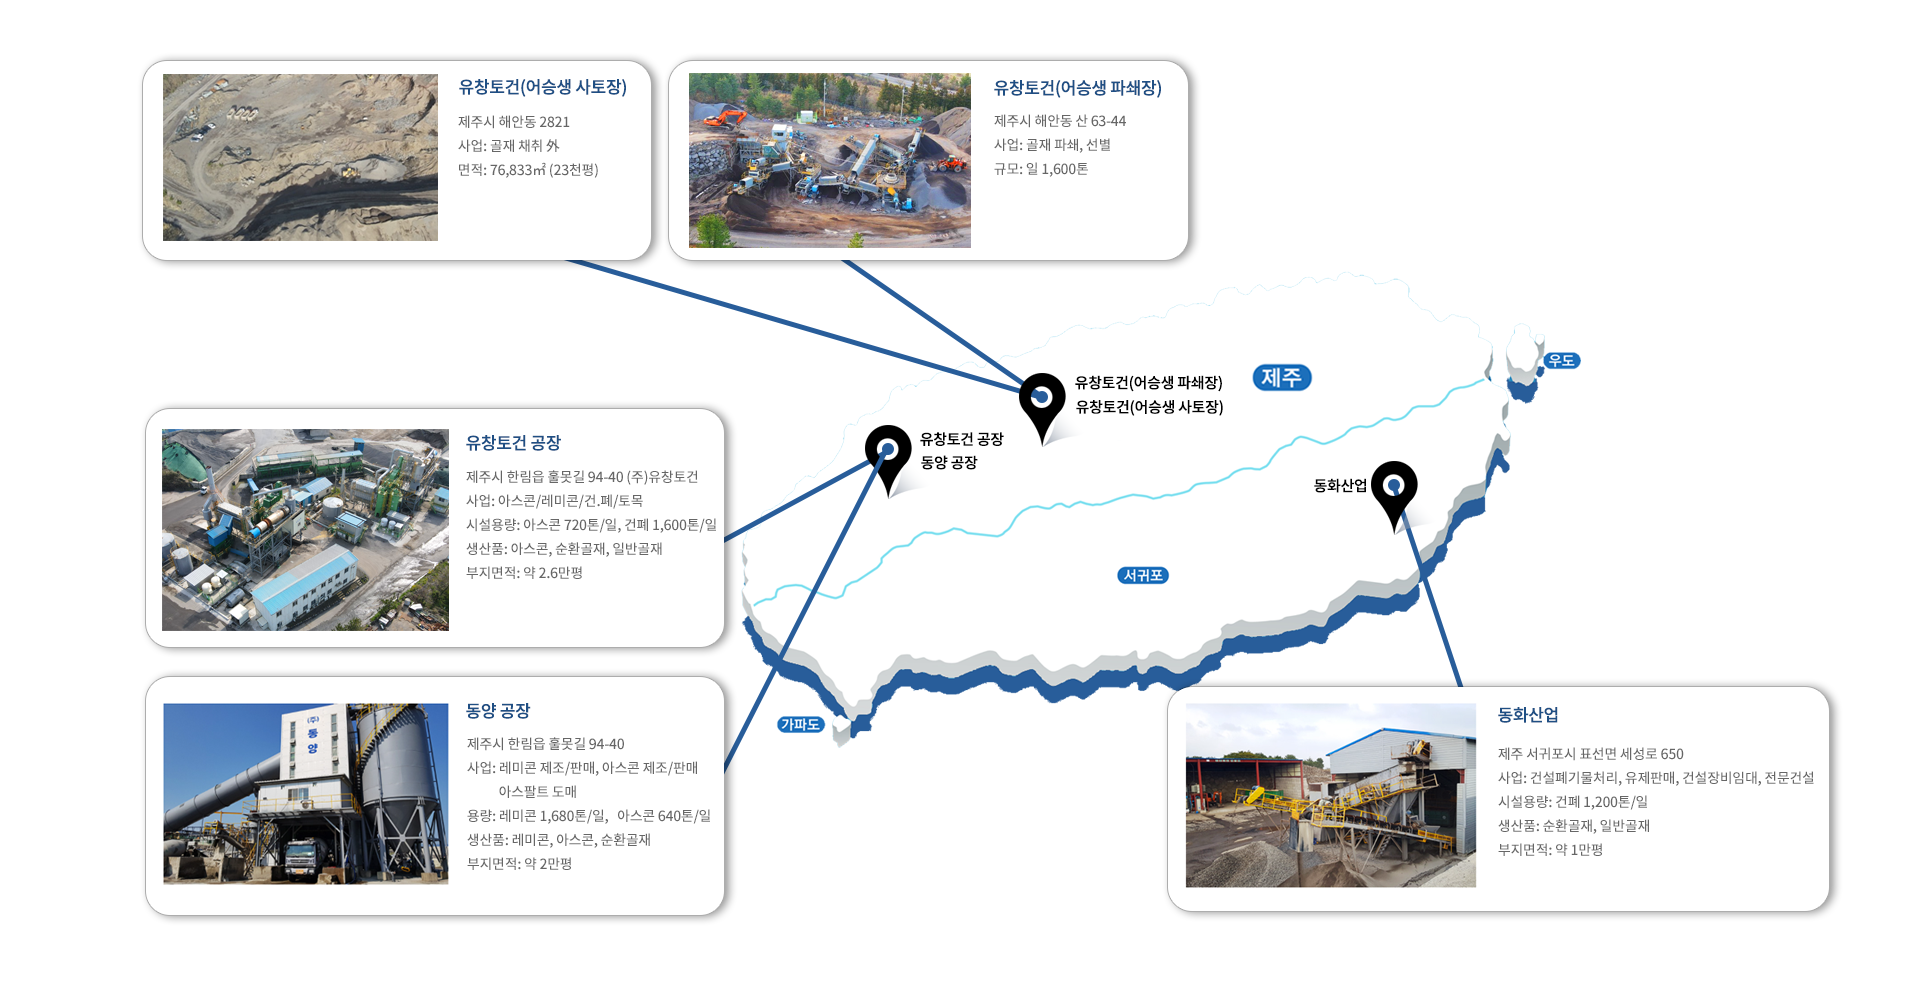 유창토건(어승생 사토장)
제주시 해안동 2821
사업: 골재 채취 外
면적: 76,833㎡ (23천평)
유창토건(어승생 파쇄장)
제주시 해안동 산 63-44
사업: 골재 파쇄, 선별
규모: 일 1,600톤
우도
제주
유창토건(어승생 파쇄장)
유창토건(어승생 사토장)
유창토건 공장
동양 공장
동화산업
서귀포
가파도
유창토건 공장
제주시 한림읍 훌못길 94-40 (주)유창토건
사업: 아스콘/레미콘/건.폐/토목
시설용량: 아스콘 720톤/일, 건폐 1,600톤/일
생산품: 아스콘, 순환골재, 일반골재
부지면적: 약 2.6만평
(주)
동
양
동양 공장
제주시 한림읍 훌못길 94-40
사업: 레미콘 제조/판매, 아스콘 제조/판매
아스팔트 도매
용량: 레미콘 1,680톤/일, 아스콘 640톤/일
생산품: 레미콘, 아스콘, 순환골재
부지면적: 약 2만평
동화산업
제주 서귀포시 표선면 세성로 650
사업: 건설폐기물처리, 유제판매, 건설장비임대, 전문건설
시설용량: 건폐 1,200톤/일
생산품: 순환골재, 일반골재
부지면적: 약 1만평